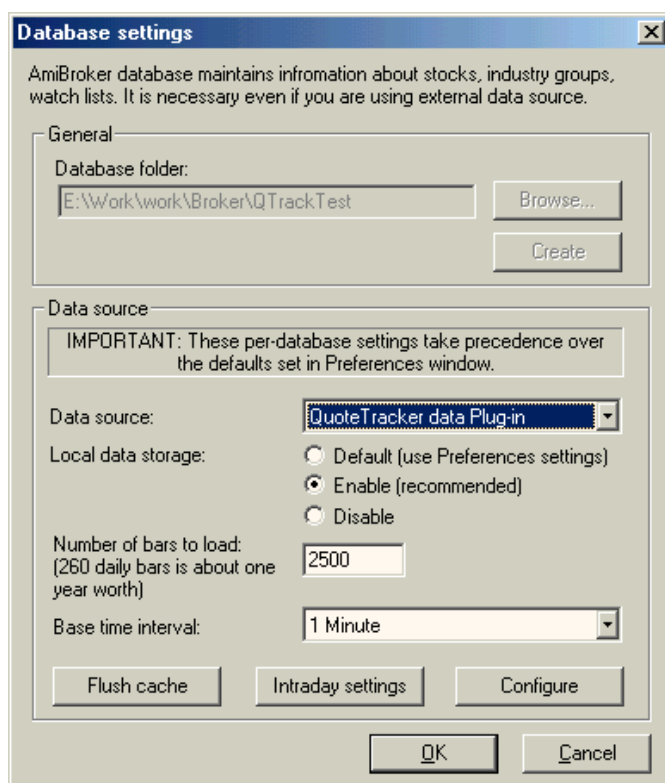 Database settings
AmiBroker database maintains infromation about stocks, industry groups,
watch lists. It is necessary even if you are using external data source.
General
Database folder:
E:\Work\work\Broker\QTrackTest
Browse...
Create
Data source
IMPORTANT: These per-database settings take precedence over
the defaults set in Preferences window.
Data source:
QuoteTracker data Plug-in
Local data storage:
Default (use Preferences settings)
Enable (recommended)
Disable
Number of bars to load:
(260 daily bars is about one
year worth)
2500
Base time interval:
1 Minute
Flush cache
Intraday settings
Configure
OK
Cancel